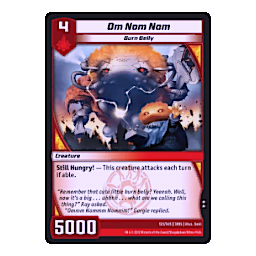 4
Om Nom Nom
Burn Belly
Creature
Still Hungry! — This creature attacks each turn
if able.
"Remember that cute little burn belly? Yeeeah. Well,
now it's a big . . . uhhh . . . what are we calling this
thing?" Ray asked.
"Ommm Nommm Nommm!" Gargle replied.
5000